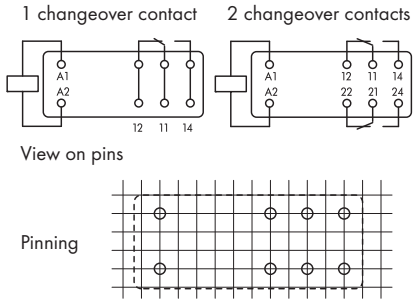 1 changeover contact 2 changeover contacts
A1 A1 12 11 14
A2 A2 22 21 24
12 11 14
View on pins
Pinning